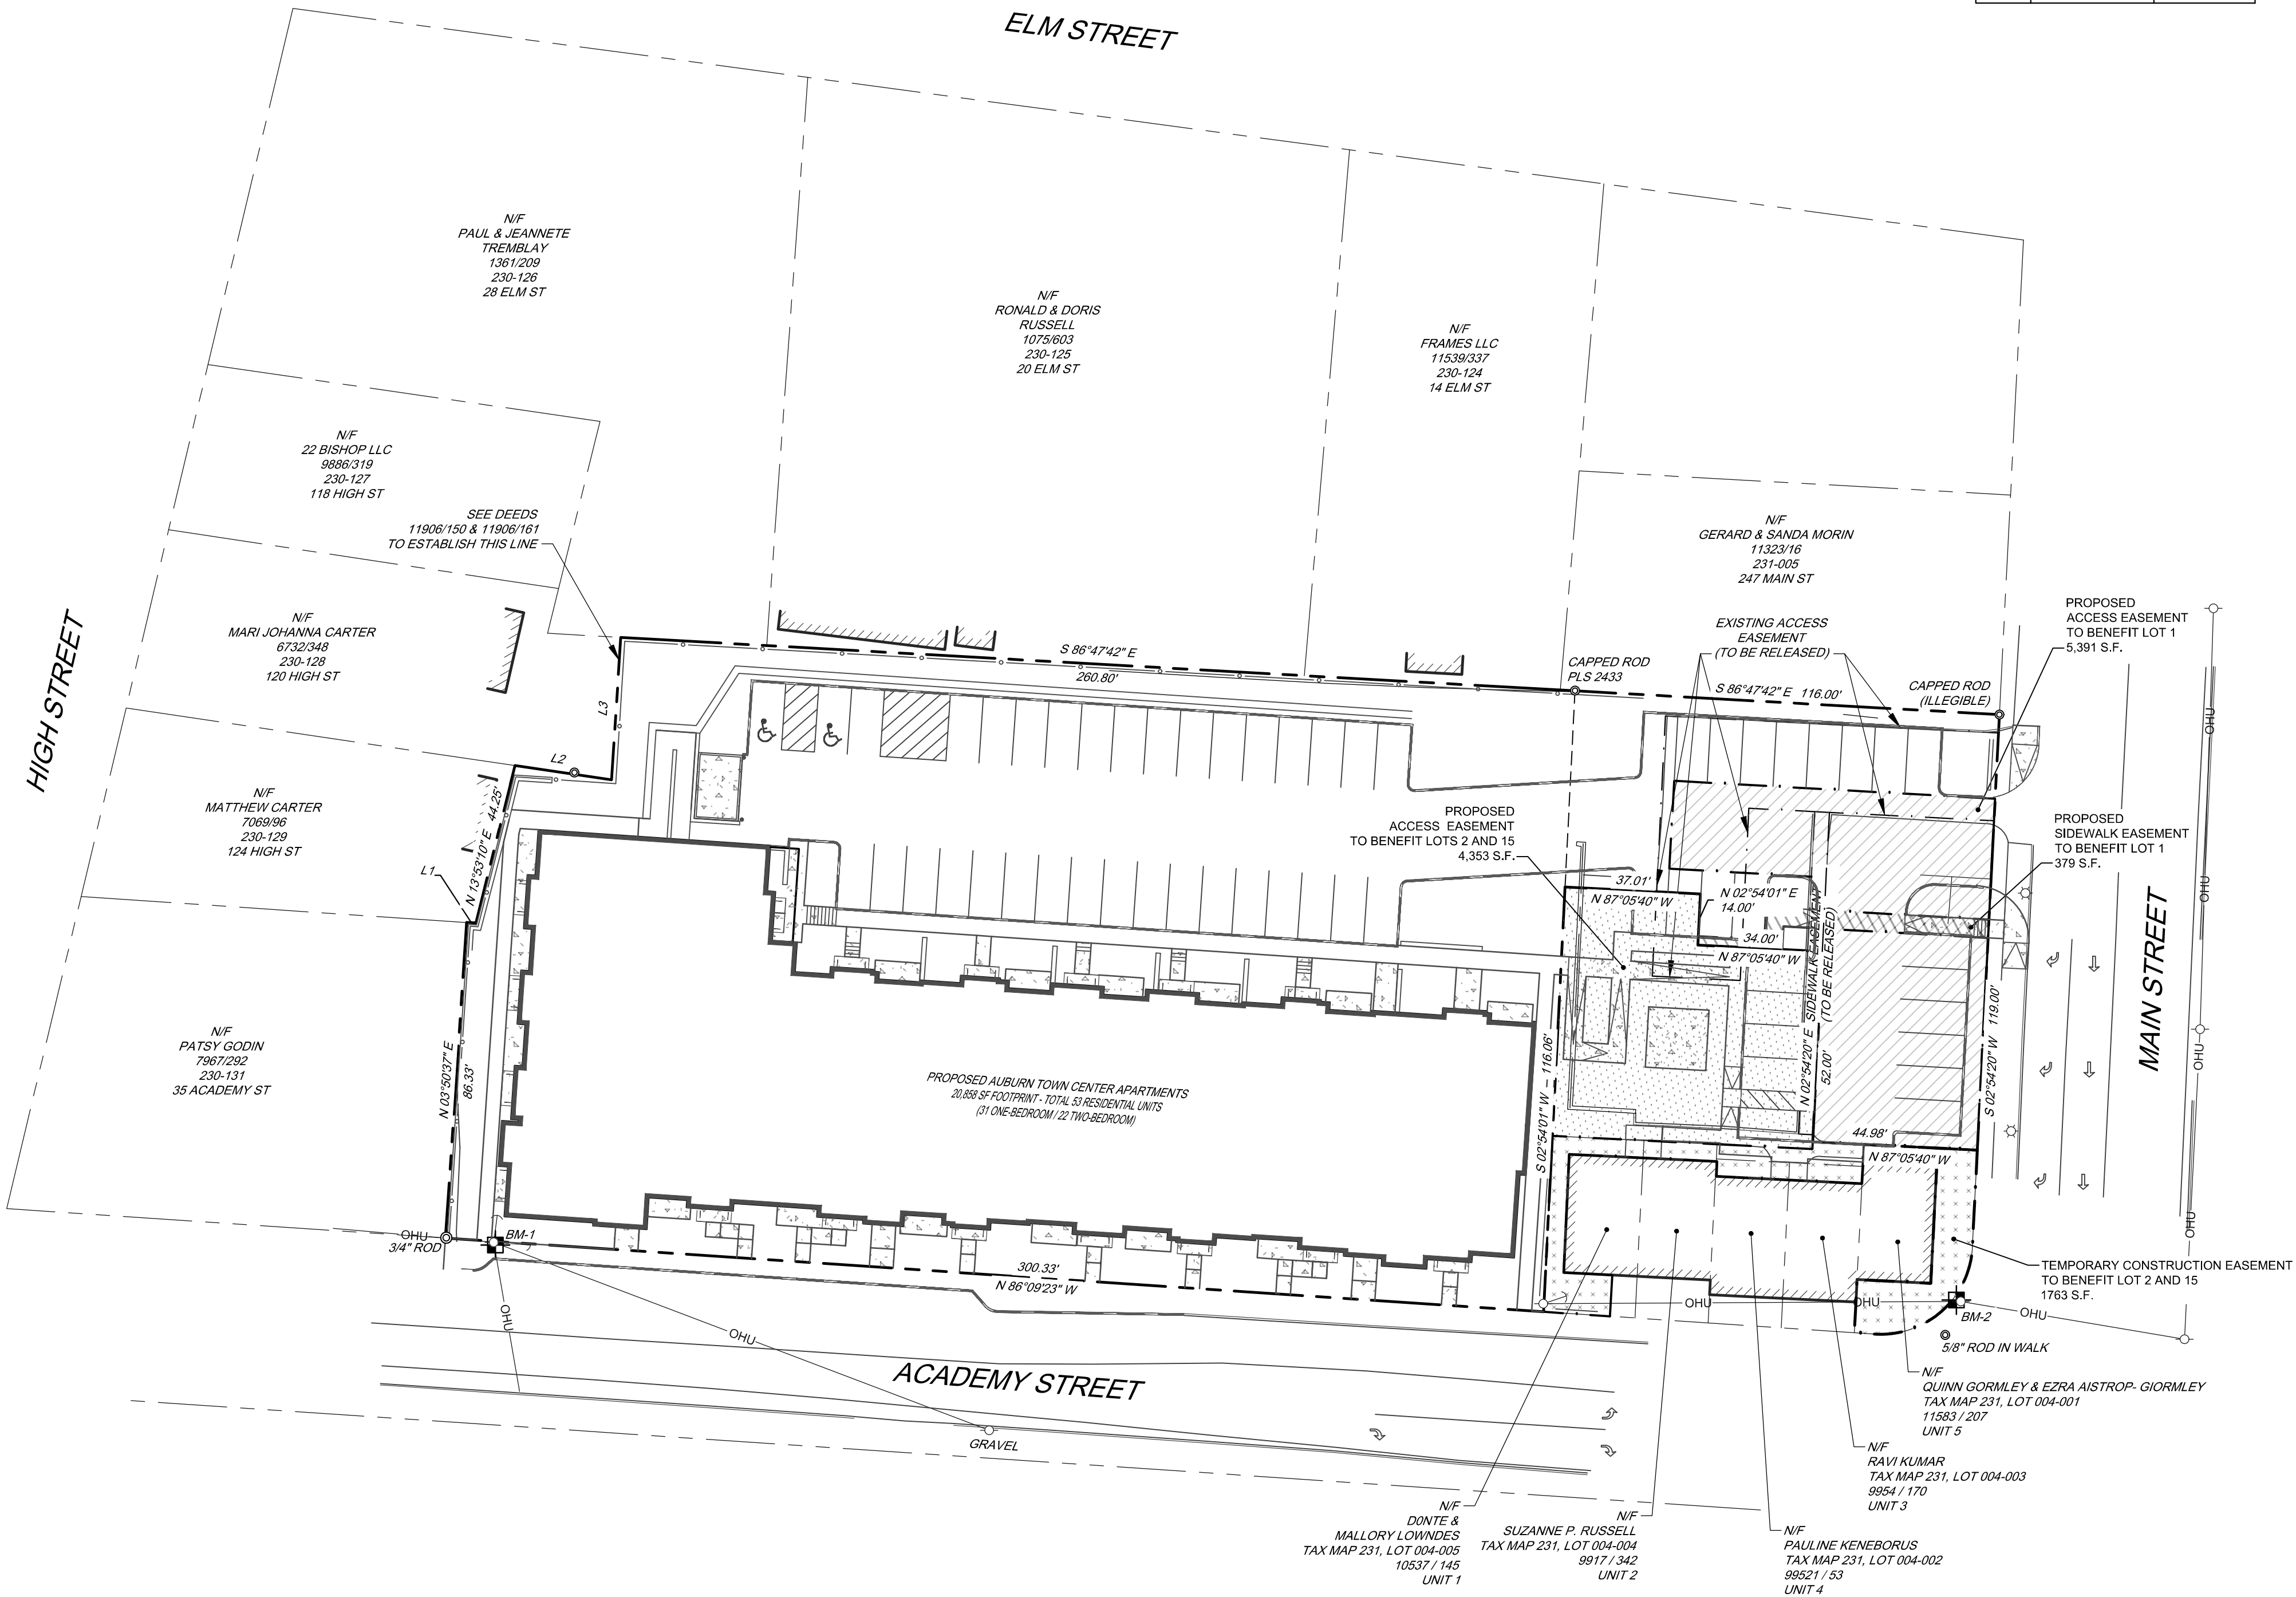 ELM STREET
N/F
PAUL & JEANNETE
TREMBLAY
1361/209
230-126
28 ELM ST
N/F
RONALD & DORIS
RUSSELL
1075/603
230-125
20 ELM ST
N/F
FRAMES LLC
11539/337
230-124
14 ELM ST
N/F
22 BISHOP LLC
9886/319
230-127
118 HIGH ST
SEE DEEDS
11906/150 & 11906/161
TO ESTABLISH THIS LINE
N/F
GERARD & SANDA MORIN
11323/16
231-005
247 MAIN ST
HIGH STREET
N/F
MARI JOHANNA CARTER
6732/348
230-128
120 HIGH ST
EXISTING ACCESS
EASEMENT
(TO BE RELEASED)
PROPOSED
ACCESS EASEMENT
TO BENEFIT LOT 1
5,391 S.F.
S 86°47'42" E
260.80'
CAPPED ROD
PLS 2433
S 86°47'42" E 116.00'
CAPPED ROD
(ILLEGIBLE)
OHU
L3
L2
N/F
MATTHEW CARTER
7069/96
230-129
124 HIGH ST
N 13°53'10" E 44.25'
L1
PROPOSED
ACCESS EASEMENT
TO BENEFIT LOTS 2 AND 15
4,353 S.F.
PROPOSED
SIDEWALK EASEMENT
TO BENEFIT LOT 1
379 S.F.
37.01'
N 87°05'40" W
N 02°54'01" E
14.00'
34.00'
N 87°05'40" W
SIDEWALK EASEMENT
(TO BE RELEASED)
N 02°54'20" E
52.00'
OHU
MAIN STREET
S 02°54'20" W 119.00'
N/F
PATSY GODIN
7967/292
230-131
35 ACADEMY ST
N 03°50'37" E
86.33'
PROPOSED AUBURN TOWN CENTER APARTMENTS
20,858 SF FOOTPRINT - TOTAL 53 RESIDENTIAL UNITS
(31 ONE-BEDROOM / 22 TWO-BEDROOM)
S 02°54'01" W 116.06'
OHU
44.98'
N 87°05'40" W
OHU
OHU
3/4" ROD
BM-1
300.33'
N 86°09'23" W
TEMPORARY CONSTRUCTION EASEMENT
TO BENEFIT LOT 2 AND 15
1763 S.F.
OHU
OHU
OHU
OHU
OHU
BM-2
5/8" ROD IN WALK
ACADEMY STREET
GRAVEL
N/F
QUINN GORMLEY & EZRA AISTROP- GIORMLEY
TAX MAP 231, LOT 004-001
11583 / 207
UNIT 5
N/F
RAVI KUMAR
TAX MAP 231, LOT 004-003
9954 / 170
UNIT 3
N/F
D0NTE &
MALLORY LOWNDES
TAX MAP 231, LOT 004-005
10537 / 145
UNIT 1
N/F
SUZANNE P. RUSSELL
TAX MAP 231, LOT 004-004
9917 / 342
UNIT 2
N/F
PAULINE KENEBORUS
TAX MAP 231, LOT 004-002
99521 / 53
UNIT 4